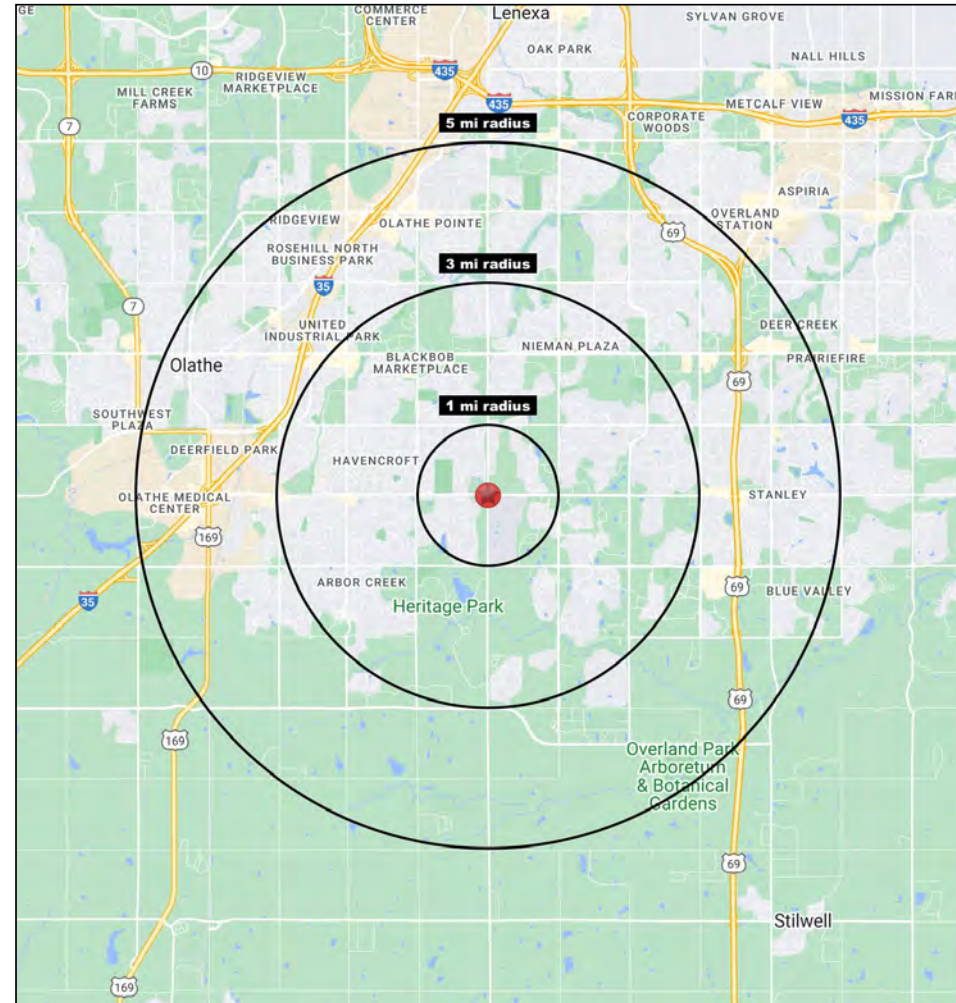 GE
COMMERCE
CENTER
Lenexa
SYLVAN GROVE
OAK PARK
NALL HILLS
10
RIDGEVIEW
MARKETPLACE
435
MILL CREEK
FARMS
435
METCALF VIEW
MISSION FARM
7
5 mi radius
CORPORATE
WOODS
435
ASPIRIA
RIDGEVIEW
OLATHE POINTE
OVERLAND
STATION
69
ROSEHILL NORTH
BUSINESS PARK
3 mi radius
35
7
UNITED
INDUSTRIAL PARK
DEER CREEK
NIEMAN PLAZA
BLACKBOB
MARKETPLACE
PRAIRIEFIRE
Olathe
69
1 mi radius
SOUTHWEST
PLAZA
DEERFIELD PARK
HAVENCROFT
OLATHE MEDICAL
CENTER
STANLEY
169
ARBOR CREEK
69
BLUE VALLEY
35
Heritage Park
69
169
Overland Park
Arboretum
& Botanical
Gardens
69
Stilwell
169